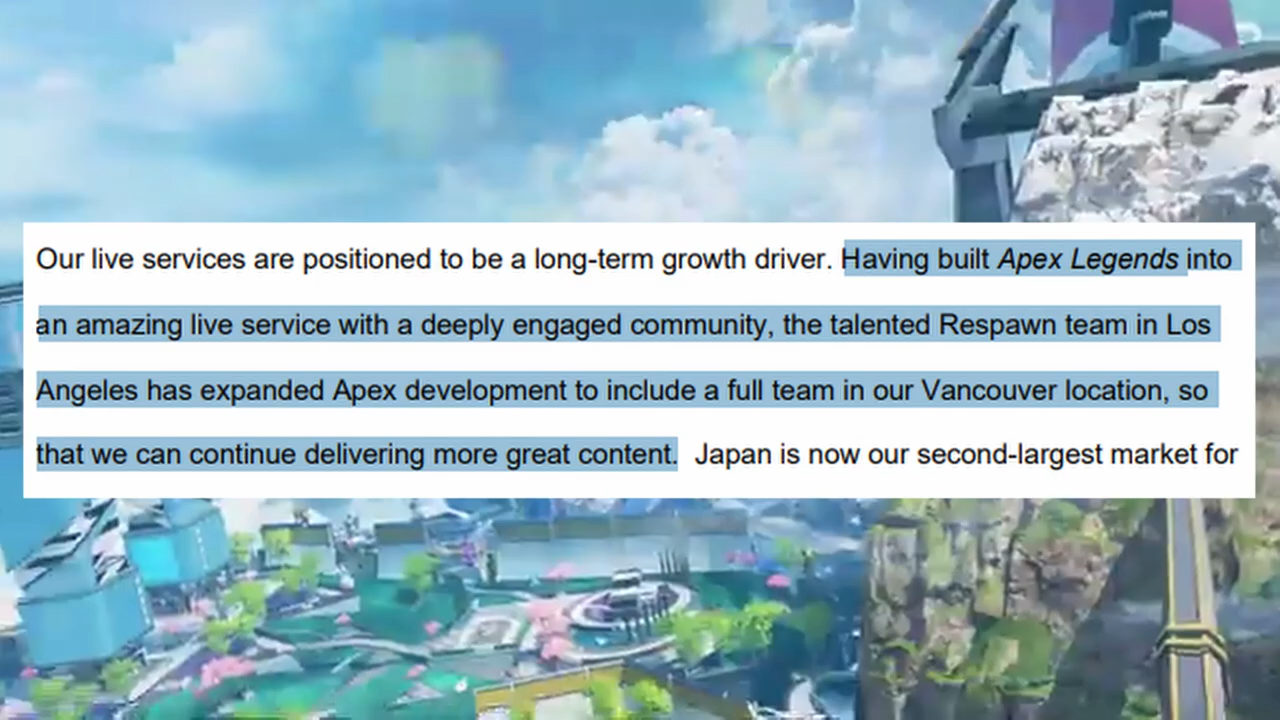 Our live services are positioned to be a long-term growth driver. Having built Apex Legends into
an amazing live service with a deeply engaged community, the talented Respawn team in Los
Angeles has expanded Apex development to include a full team in our Vancouver location, so
that we can continue delivering more great content.  Japan is now our second-largest market for